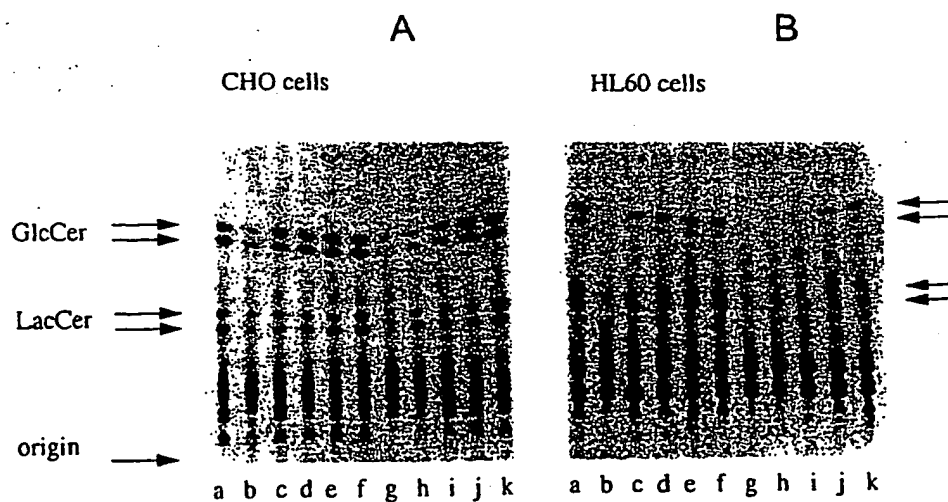 A B
CHO cells HL60 cells
GlcCer
LacCer
origin
a b c d e f g h i j k a b c d e f g h i j k